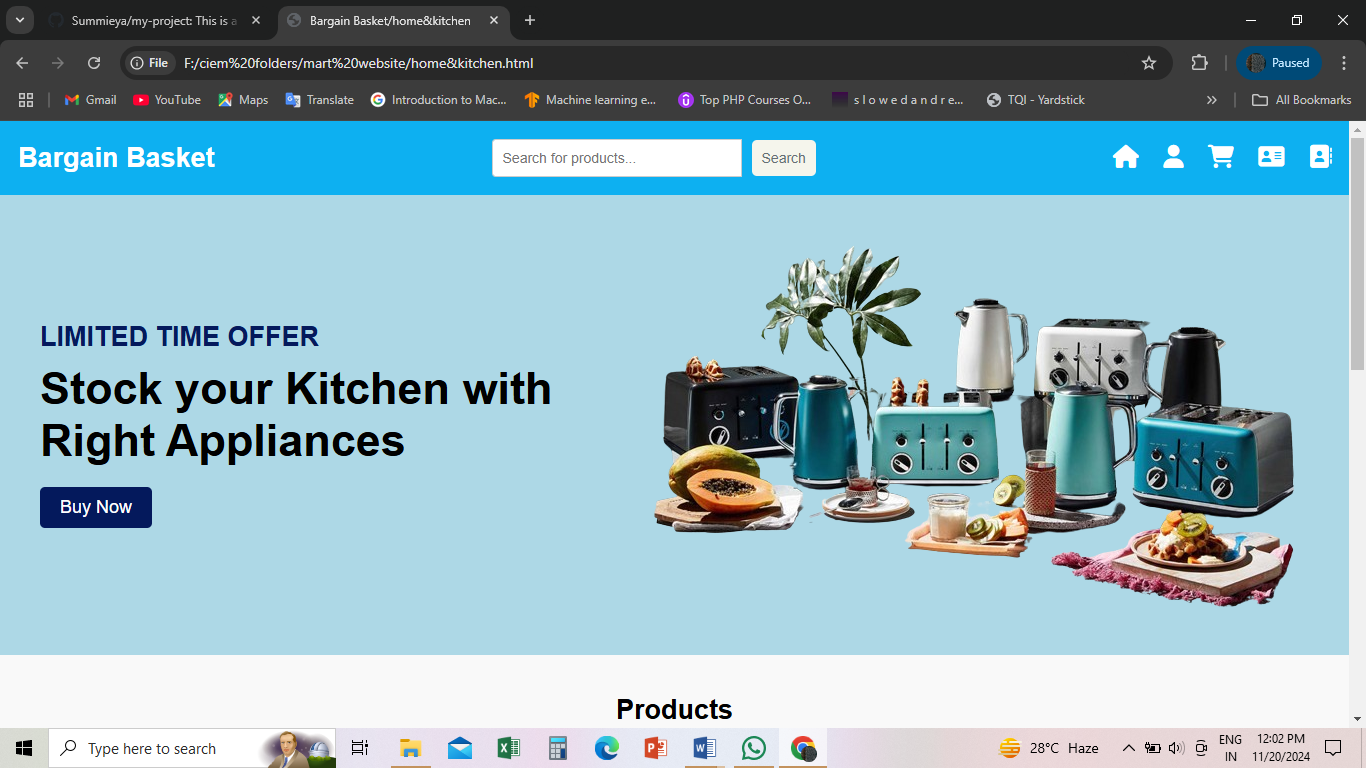 Summieya/my-project: This is a
Bargain Basket/home&kitchen
File
F:/ciem%20folders/mart%20website/home&kitchen.html
Paused
Gmail
YouTube
Maps
Translate
Introduction to Mac...
Machine learning e...
Top PHP Courses O...
s l o w e d a n d r e...
TQI - Yardstick
All Bookmarks
Bargain Basket
Search for products...
Search
LIMITED TIME OFFER
Stock your Kitchen with
Right Appliances
Buy Now
Products
Type here to search
28°C Haze
ENG
IN
12:02 PM
11/20/2024